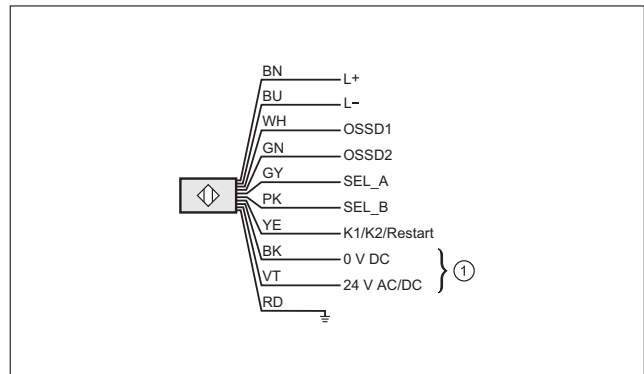 BN L+
BU L–
WH OSSD1
GN OSSD2
GY SEL_A
PK SEL_B
YE K1/K2/Restart
BK 0 V DC
VT 24 V AC/DC
1
RD